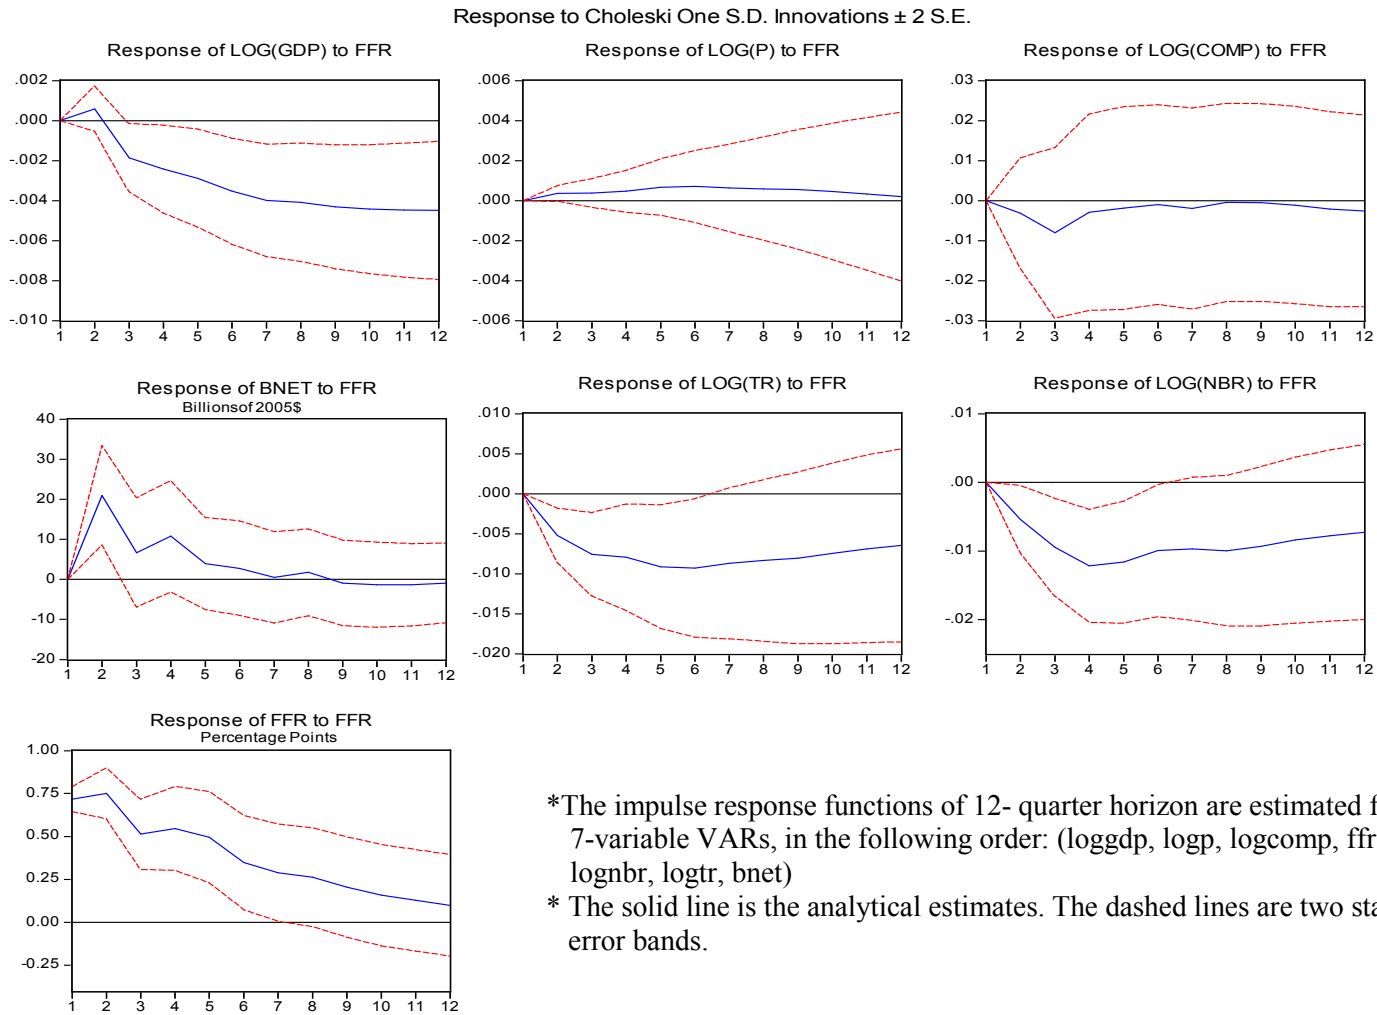 Response to Choleski One S.D. Innovations ± 2 S.E.
Response of LOG(GDP) to FFR
.002
.000
-.002
-.004
-.006
-.008
-.010
1 2 3 4 5 6 7 8 9 10 11 12
Response of LOG(P) to FFR
.006
.004
.002
.000
-.002
-.004
-.006
1 2 3 4 5 6 7 8 9 10 11 12
Response of LOG(COMP) to FFR
.03
.02
.01
.00
-.01
-.02
-.03
1 2 3 4 5 6 7 8 9 10 11 12
Response of BNET to FFR
Billionsof 2005$
40
30
20
10
0
-10
-20
1 2 3 4 5 6 7 8 9 10 11 12
Response of LOG(TR) to FFR
.010
.005
.000
-.005
-.010
-.015
-.020
1 2 3 4 5 6 7 8 9 10 11 12
Response of LOG(NBR) to FFR
.01
.00
-.01
-.02
1 2 3 4 5 6 7 8 9 10 11 12
Response of FFR to FFR
Percentage Points
1.00
0.75
0.50
0.25
0.00
-0.25
1 2 3 4 5 6 7 8 9 10 11 12
*The impulse response functions of 12- quarter horizon are estimated
7-variable VARs, in the following order: (loggdp, logp, logcomp, ffr
lognbr, logtr, bnet)
* The solid line is the analytical estimates. The dashed lines are two
error bands.